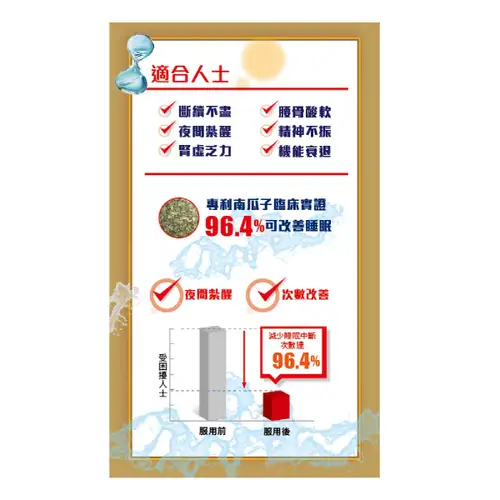 適合人士
斷續不盡
腰骨酸軟
夜間紮醒
精神不振
腎虛乏力
機能衰退
專利南瓜子臨床實證
96.4%可改善睡眠
夜間紮醒
次數改善
減少睡眠中斷
次數達
96.4%
受困擾人士
服用前
服用後